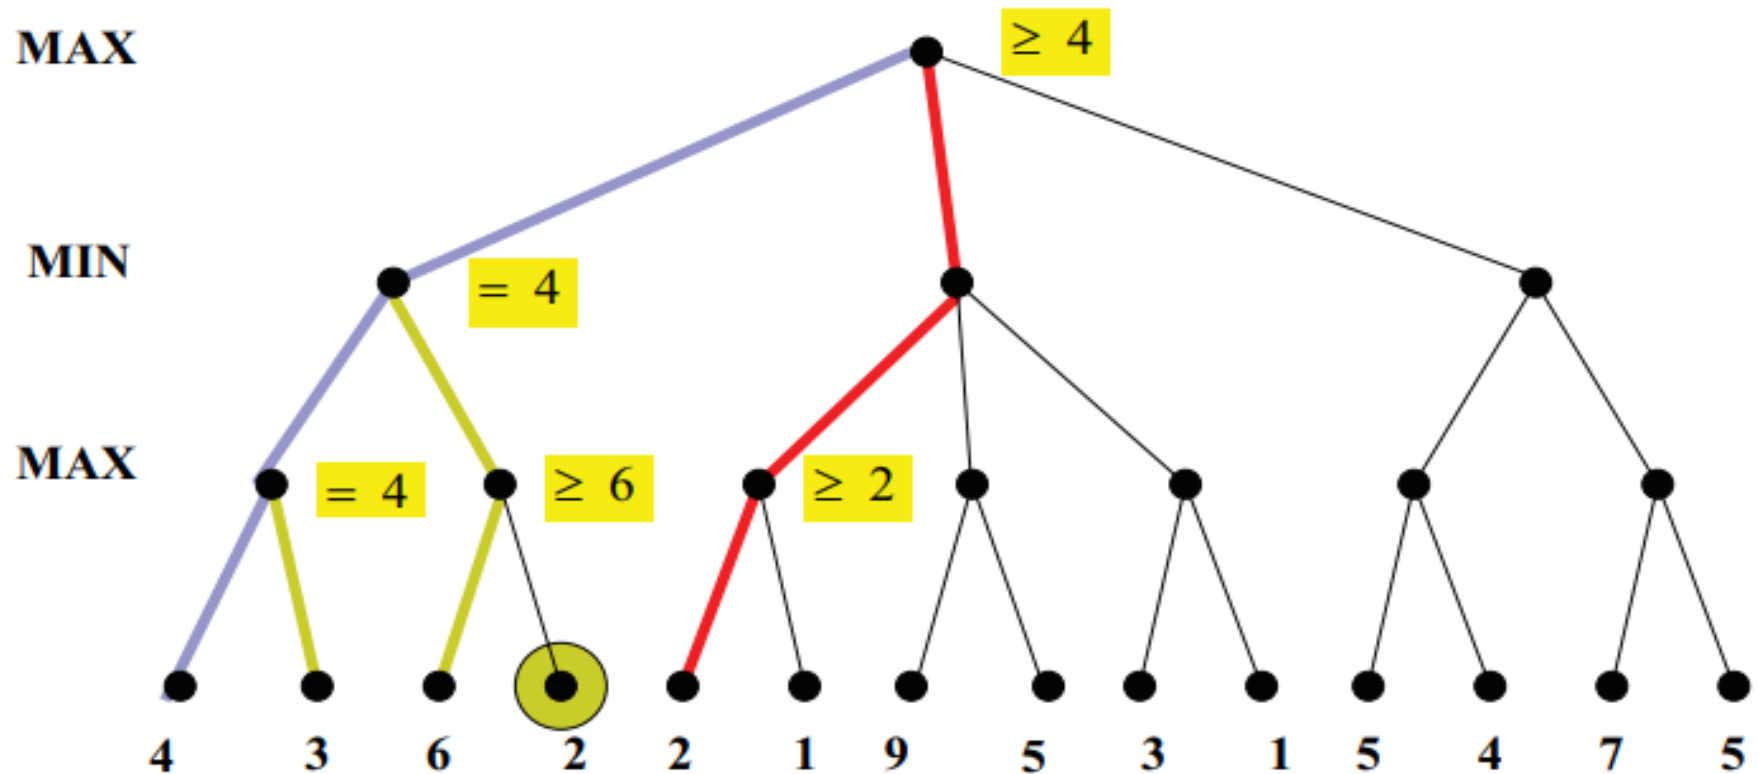 MAX ≥ 4
MIN = 4
MAX = 4 ≥ 6 ≥ 2
4 3 6 2 2 1 9 5 3 1 5 4 7 5